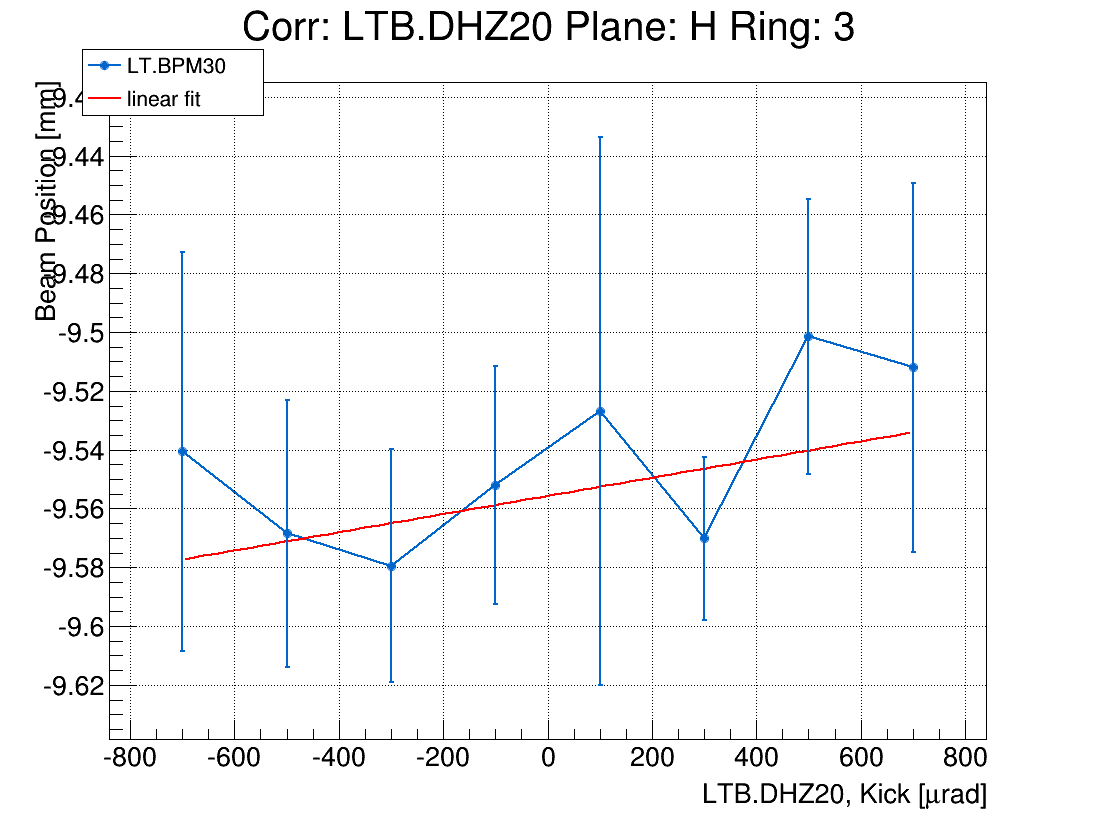 Corr: LTB.DHZ20 Plane: H Ring: 3
LT.BPM30
linear fit
Beam Position [mm]
9.44
9.46
9.48
-9.5
-9.52
-9.54
-9.56
-9.58
-9.6
-9.62
-800 -600 -400 -200 0 200 400 600 800
LTB.DHZ20, Kick [μrad]